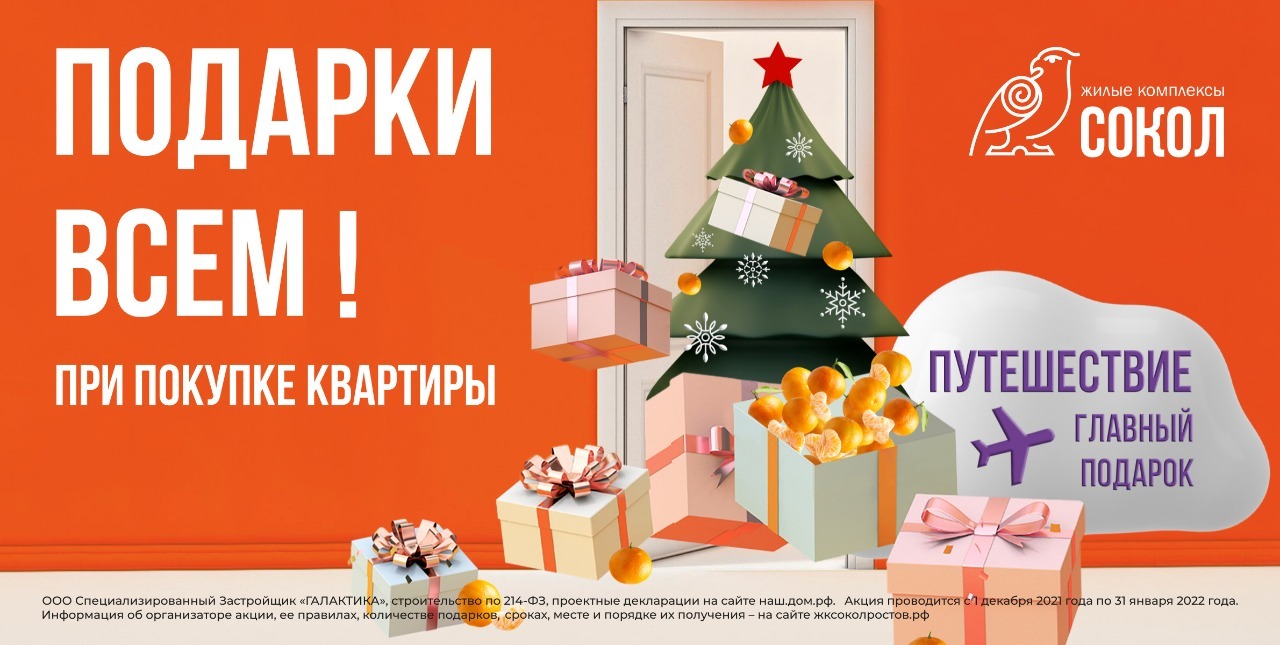 ПОДАРКИ
ВСЕМ !
ПРИ ПОКУПКЕ КВАРТИРЫ
ЖИЛЫЕ КОМПЛЕКСЫ
СОКОЛ
ПУТЕШЕСТВИЕ
ГЛАВНЫЙ
ПОДАРОК
ООО Специализированный Застройщик «ГАЛАКТИКА», строительство по 214-ФЗ, проектные декларации на сайте наш.дом.рф. Акция проводится с 1 декабря 2021 года по 31 января 2022 года.
Информация об организаторе акции, ее правилах, количестве подарков, сроках, месте и порядке их получения – на сайте жксоколростов.рф